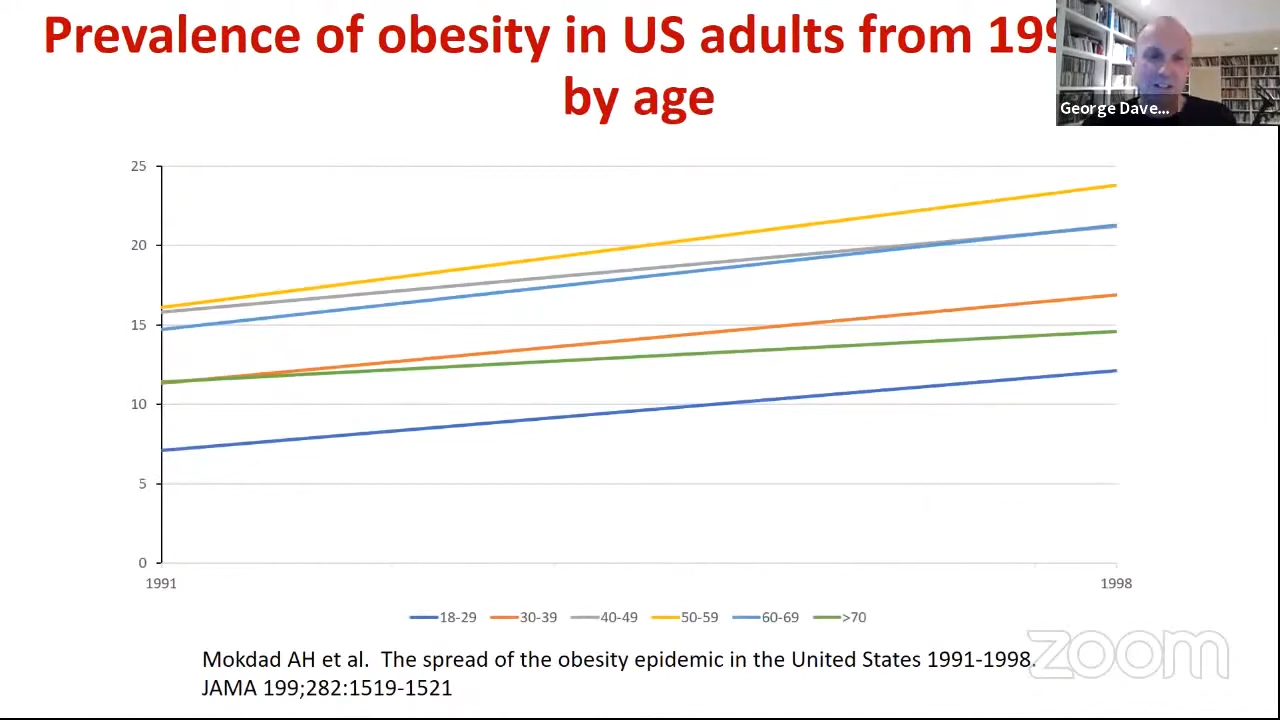 Prevalence of obesity in US adults from 199
by age
George Dave...
25
20
15
10
5
0
1991 1998
18-29 30-39 40-49 50-59 60-69 >70
Mokdad AH et al. The spread of the obesity epidemic in the United States 1991-1998.
JAMA 199;282:1519-1521
zoom